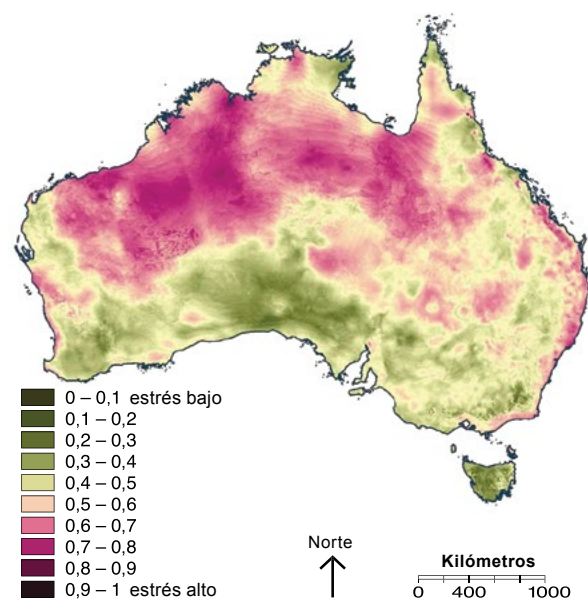 0 – 0,1 estrés bajo
0,1 – 0,2
0,2 – 0,3
0,3 – 0,4
0,4 – 0,5
0,5 – 0,6
0,6 – 0,7
0,7 – 0,8
0,8 – 0,9
0,9 – 1 estrés alto
Norte
Kilómetros
0 400 1000